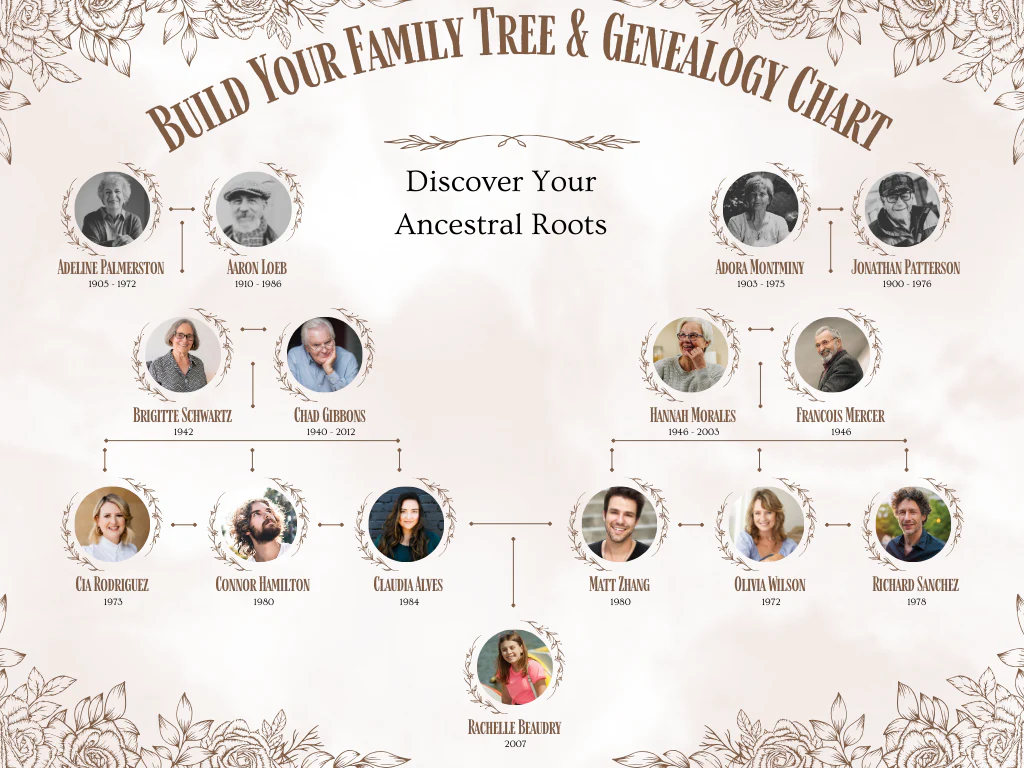 BUILD YOUR FAMILY TREE & GENEALOGY CHART
Discover Your
Ancestral Roots
ADELINE PALMERSTON
1905 - 1972
AARON LOEB
1910 - 1986
ADORA MONTMINY
1903 - 1975
JONATHAN PATTERSON
1900 - 1976
BRIGITTE SCHWARTZ
1942
CHAD GIBBONS
1940 - 2012
HANNAH MORALES
1946 - 2003
FRANCOIS MERCER
1946
CIA RODRIGUEZ
1973
CONNOR HAMILTON
1980
CLAUDIA ALVES
1984
MATT ZHANG
1980
OLIVIA WILSON
1972
RICHARD SANCHEZ
1978
RACHELLE BEAUDRY
2007